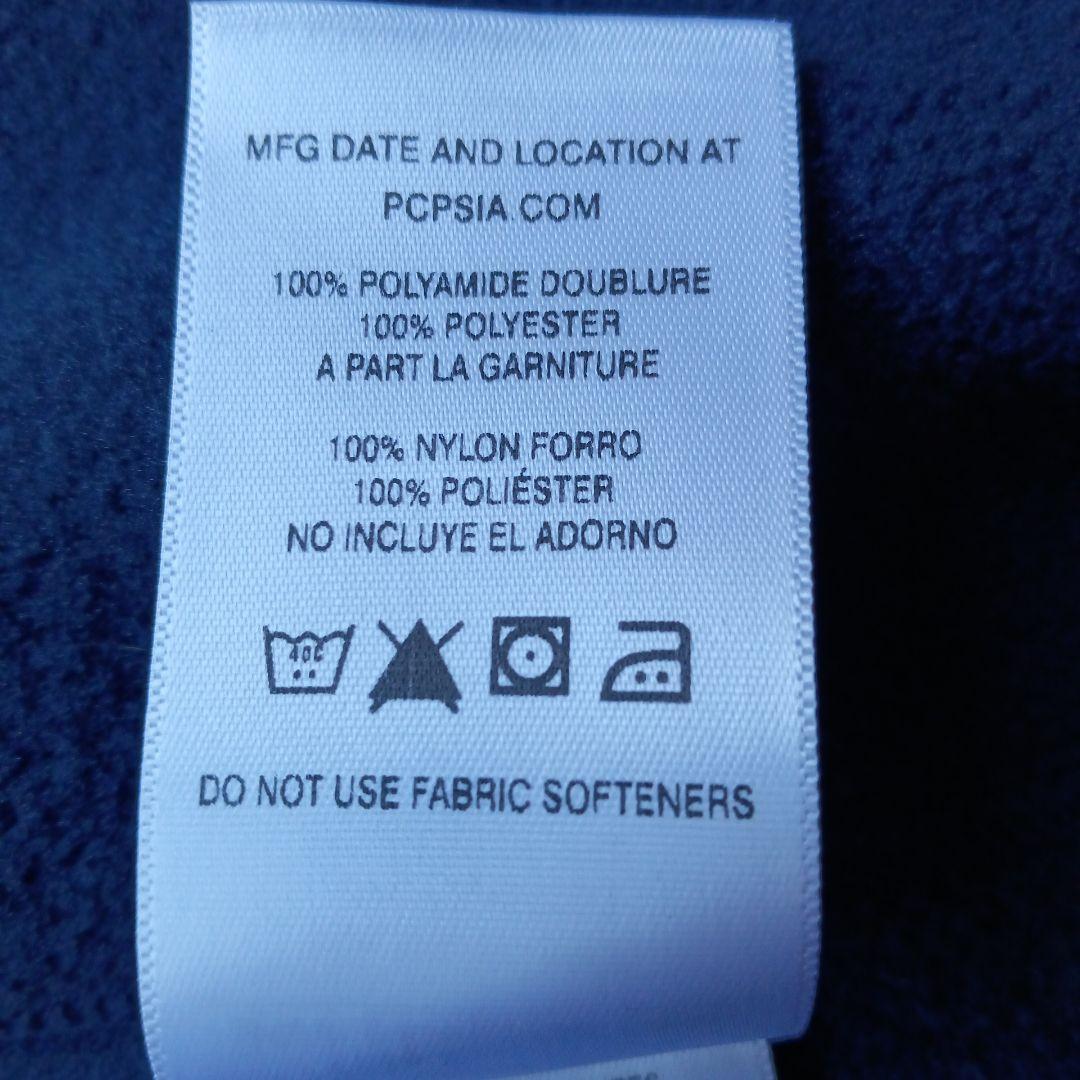 MFG DATE AND LOCATION AT
PCPSIA.COM
100% POLYAMIDE DOUBLURE
100% POLYESTER
A PART LA GARNITURE
100% NYLON FORRO
100% POLIÉSTER
NO INCLUYE EL ADORNO
40C
DO NOT USE FABRIC SOFTENERS